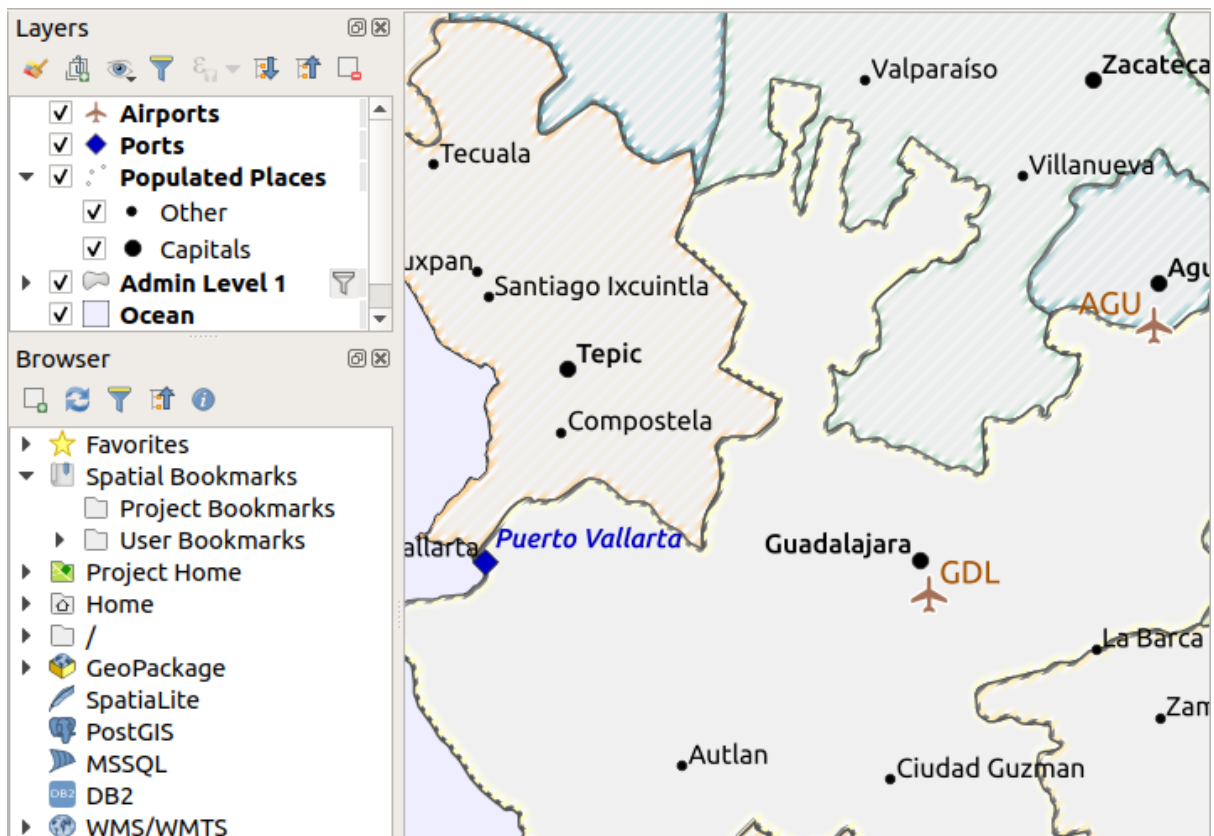 Layers
Airports
Ports
Populated Places
Other
Capitals
Admin Level 1
Ocean
Browser
Favorites
Spatial Bookmarks
Project Bookmarks
User Bookmarks
Project Home
Home
/
GeoPackage
SpatiaLite
PostGIS
MSSQL
DB2
DB2
WMS/WMTS
Valparaíso
Zacateca
Tecuala
Villanueva
uxpan
Santiago Ixcuintla
Agu
AGU
Tepic
Compostela
allarta
Puerto Vallarta
Guadalajara
GDL
La Barca
Zam
Autlan
Ciudad Guzman